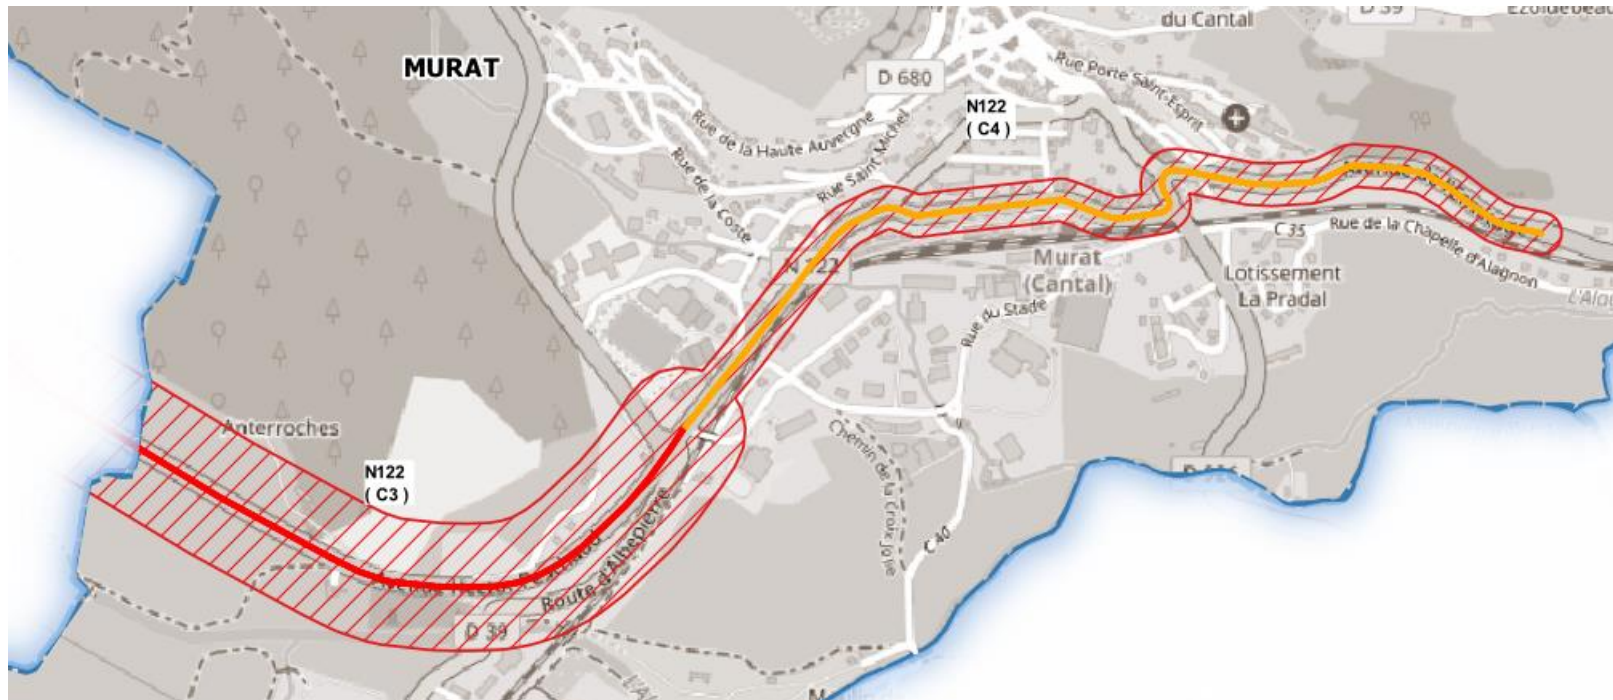 du Cantal
D 39
MURAT
D 680
Rue Porte Saint-Esprit
N122
( C4 )
Rue de la Haute Auvergne
Rue Saint Michel
Rue de la Coste
N 122
Murat
(Cantal)
C 35
Rue de la Chapelle d'Alagnon
Lotissement
La Pradal
Rue du Stade
Anterroches
N122
( C3 )
Chemin de la Croix Jolie
C 40
Route d'Albepierre
D 39